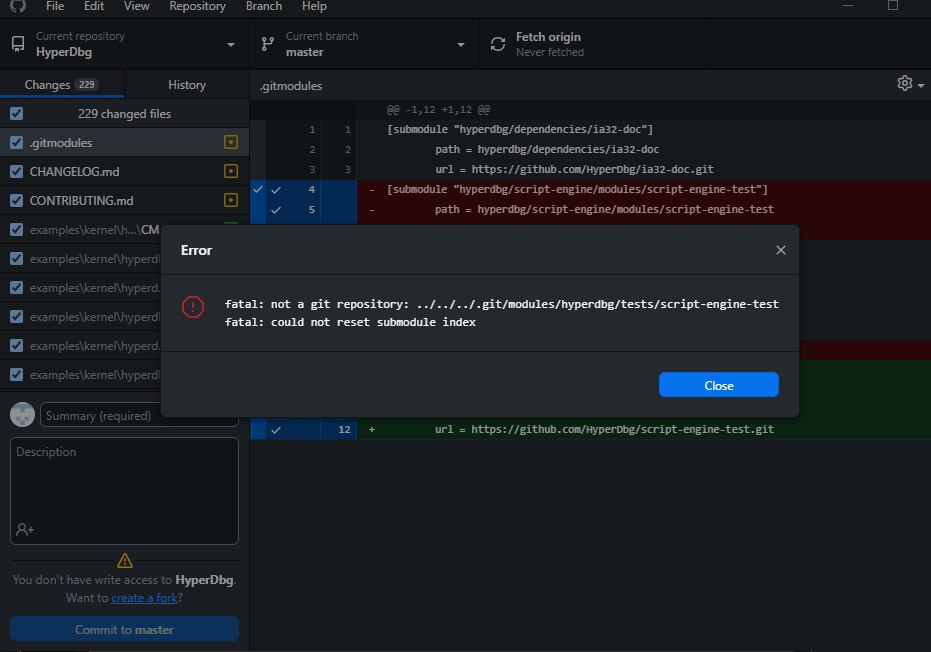 File Edit View Repository Branch Help
Current repository
HyperDbg
Current branch
master
Fetch origin
Never fetched
Changes 229
History
.gitmodules
229 changed files
.gitmodules
CHANGELOG.md
CONTRIBUTING.md
examples\kernel\h...\CM
examples\kernel\hyperd
examples\kernel\hyperd
examples\kernel\hyperd
examples\kernel\hyperd
examples\kernel\hyperd
@@ -1,12 +1,12 @@
1 1 [submodule "hyperdbg/dependencies/ia32-doc"]
2 2 path = hyperdbg/dependencies/ia32-doc
3 3 url = https://github.com/HyperDbg/ia32-doc.git
4 - [submodule "hyperdbg/script-engine/modules/script-engine-test"]
5 - path = hyperdbg/script-engine/modules/script-engine-test
Error
fatal: not a git repository: ../../../.git/modules/hyperdbg/tests/script-engine-test
fatal: could not reset submodule index
Close
12 + url = https://github.com/HyperDbg/script-engine-test.git
Summary (required)
Description
You don't have write access to HyperDbg.
Want to create a fork?
Commit to master